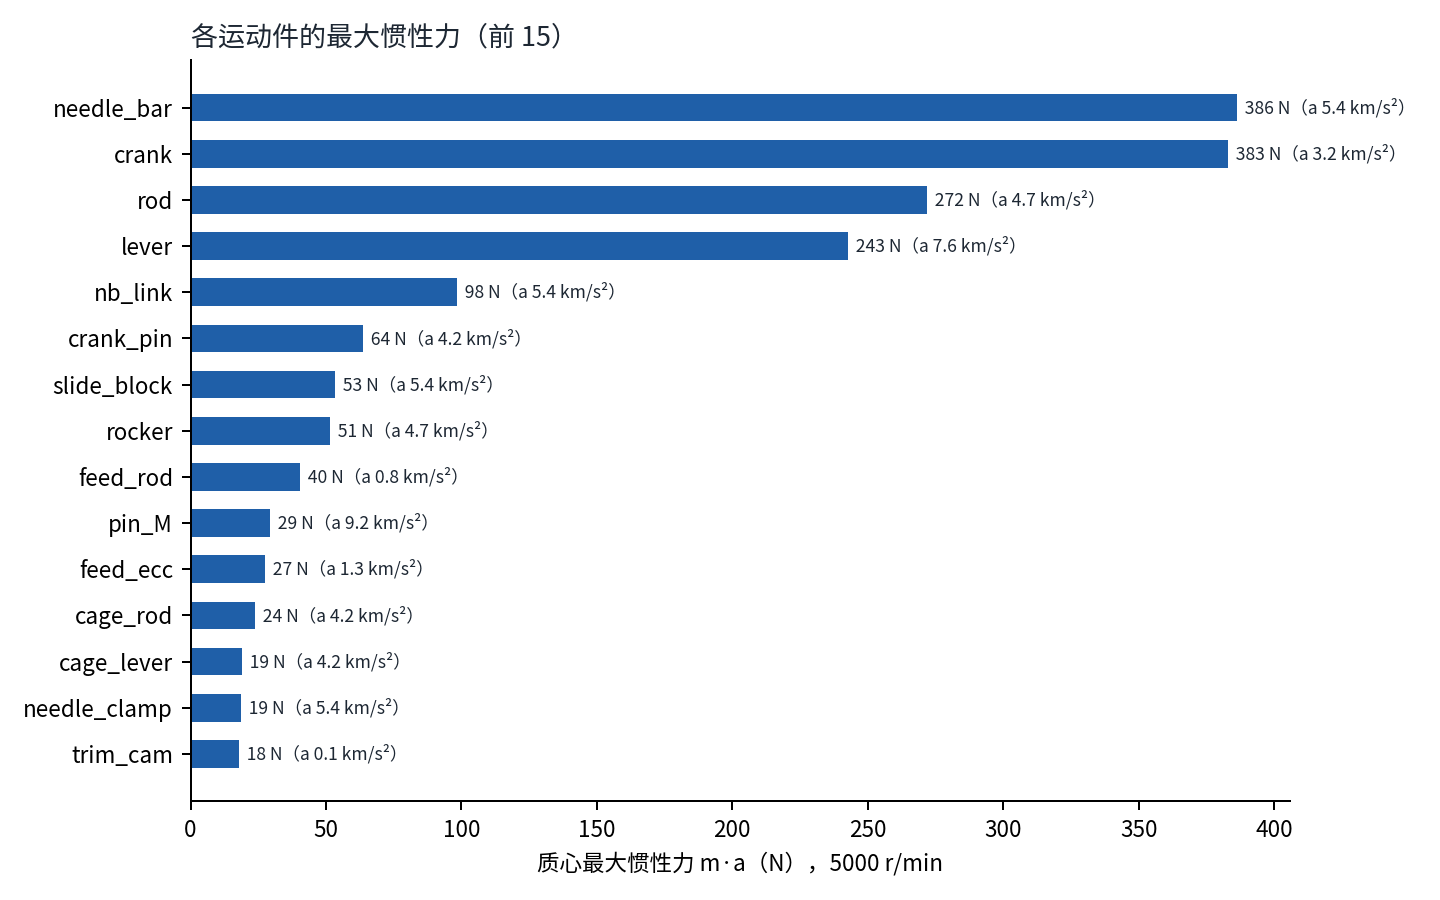 各运动件的最大惯性力（前 15）
needle_bar 386 N（a 5.4 km/s²）
crank 383 N（a 3.2 km/s²）
rod 272 N（a 4.7 km/s²）
lever 243 N（a 7.6 km/s²）
nb_link 98 N（a 5.4 km/s²）
crank_pin 64 N（a 4.2 km/s²）
slide_block 53 N（a 5.4 km/s²）
rocker 51 N（a 4.7 km/s²）
feed_rod 40 N（a 0.8 km/s²）
pin_M 29 N（a 9.2 km/s²）
feed_ecc 27 N（a 1.3 km/s²）
cage_rod 24 N（a 4.2 km/s²）
cage_lever 19 N（a 4.2 km/s²）
needle_clamp 19 N（a 5.4 km/s²）
trim_cam 18 N（a 0.1 km/s²）
0 50 100 150 200 250 300 350 400
质心最大惯性力 m·a（N），5000 r/min